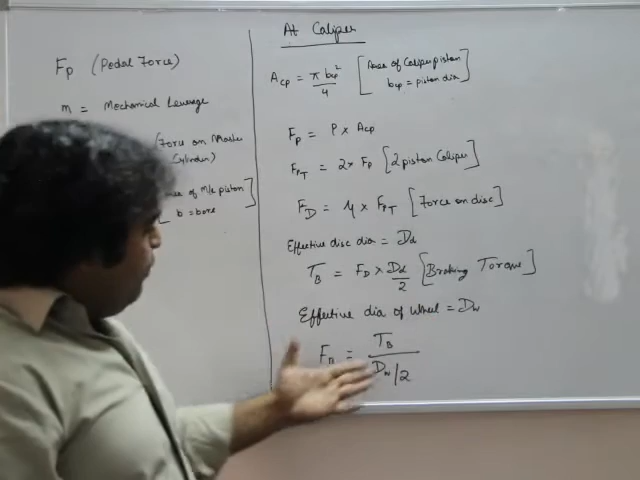 Fp (Pedal Force)
m = Mechanical Leverage
Force on Master
Cylinder)
of M/c piston]
b = bore
At Caliper
Acp = π bcp² / 4 [Area of Caliper piston
bcp = piston dia]
Fp = P x Acp
FpT = 2 x Fp [2 piston Caliper]
FD = μ x FpT [Force on disc]
Effective disc dia = Dd
TB = FD x Dd / 2 [Braking Torque]
Effective dia of Wheel = Dw
FB = TB / Dw/2